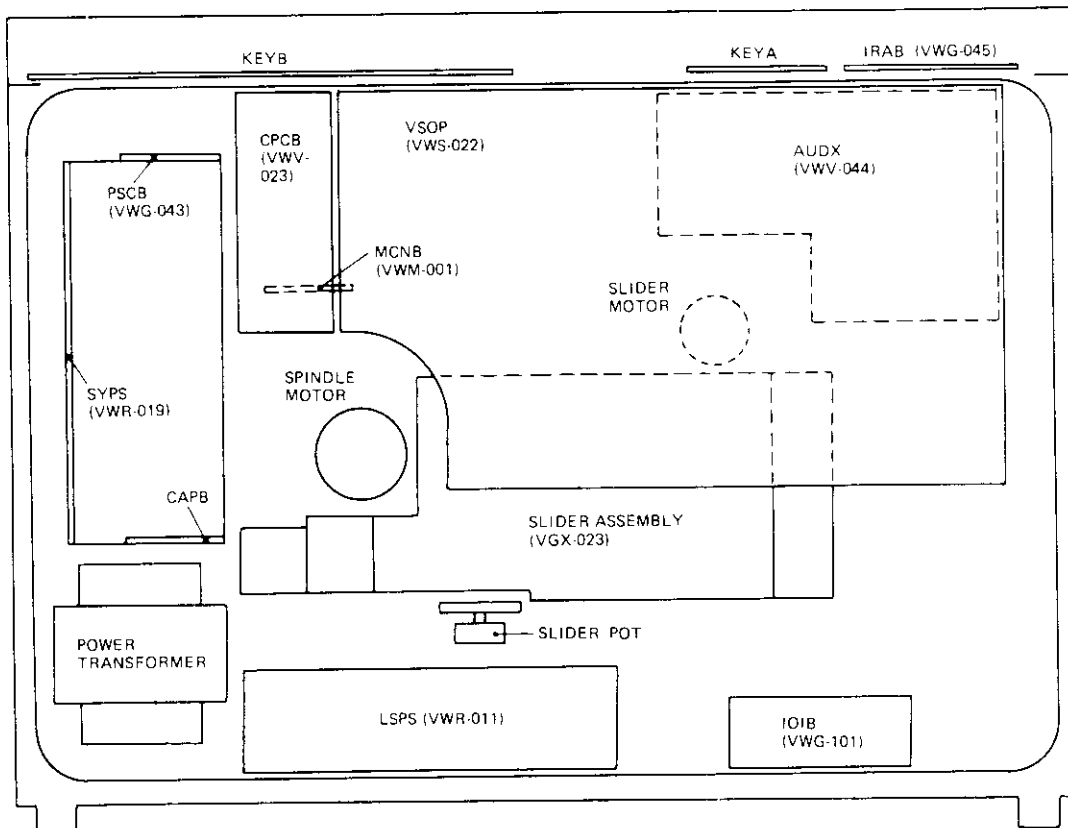 KEYB
KEYA
IRAB (VWG-045)
CPCB
(VWV-
023)
VSOP
(VWS-022)
AUDX
(VWV-044)
PSCB
(VWG-043)
MCNB
(VWM-001)
SLIDER
MOTOR
SYPS
(VWR-019)
SPINDLE
MOTOR
CAPB
SLIDER ASSEMBLY
(VGX-023)
POWER
TRANSFORMER
SLIDER POT
LSPS (VWR-011)
IOIB
(VWG-101)